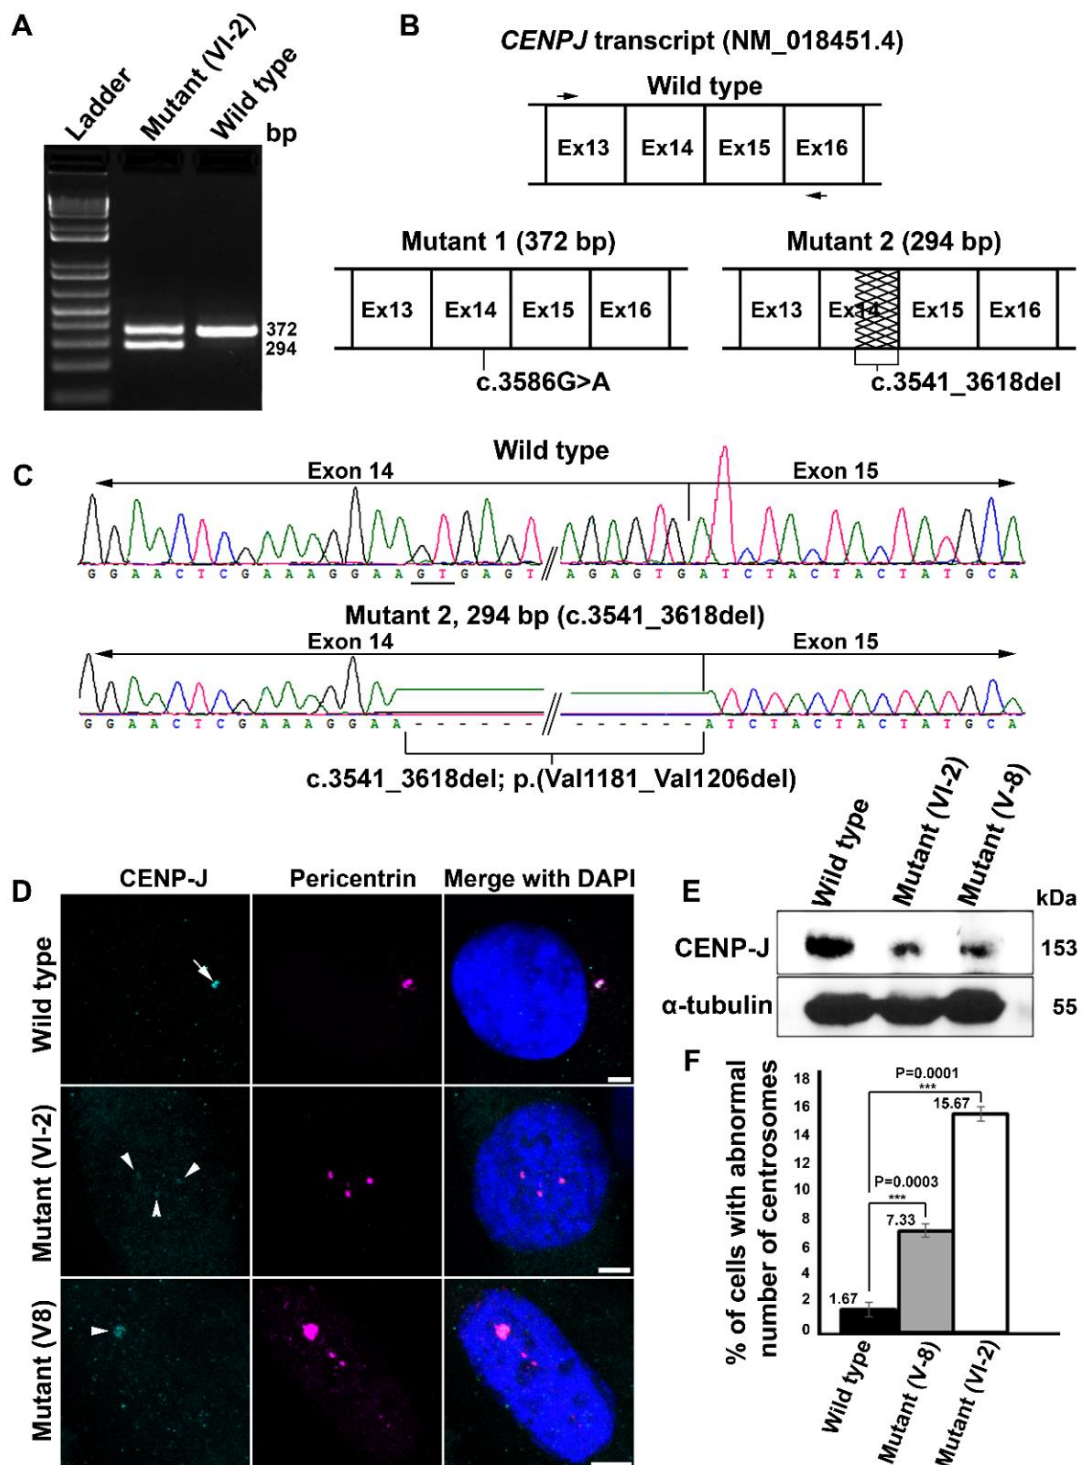 A
Ladder
Mutant (VI-2)
Wild type
bp
372
294
B
CENPJ transcript (NM_018451.4)
Wild type
Ex13 Ex14 Ex15 Ex16
Mutant 1 (372 bp)
Ex13 Ex14 Ex15 Ex16
c.3586G>A
Mutant 2 (294 bp)
Ex13 Ex14 Ex15 Ex16
c.3541_3618del
C
Wild type
Exon 14 Exon 15
G G A A C T C G A A A G G A A G T G A G T // A G A G T G A T C T A C T A C T A T G C A
Mutant 2, 294 bp (c.3541_3618del)
Exon 14 Exon 15
G G A A C T C G A A A G G A A - - - - - - // - - - - - - A T C T A C T A C T A T G C A
c.3541_3618del; p.(Val1181_Val1206del)
D
CENP-J Pericentrin Merge with DAPI
Wild type
Mutant (VI-2)
Mutant (V8)
E
Wild type
Mutant (VI-2)
Mutant (V-8)
kDa
CENP-J 153
α-tubulin 55
F
% of cells with abnormal
number of centrosomes
18
16
14
12
10
8
6
4
2
0
P=0.0001
***
15.67
P=0.0003
***
7.33
1.67
Wild type
Mutant (V-8)
Mutant (VI-2)